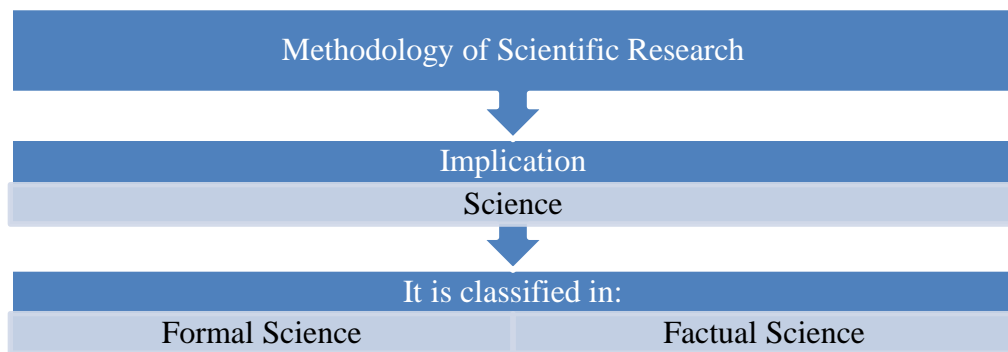 Methodology of Scientific Research
Implication
Science
It is classified in:
Formal Science
Factual Science